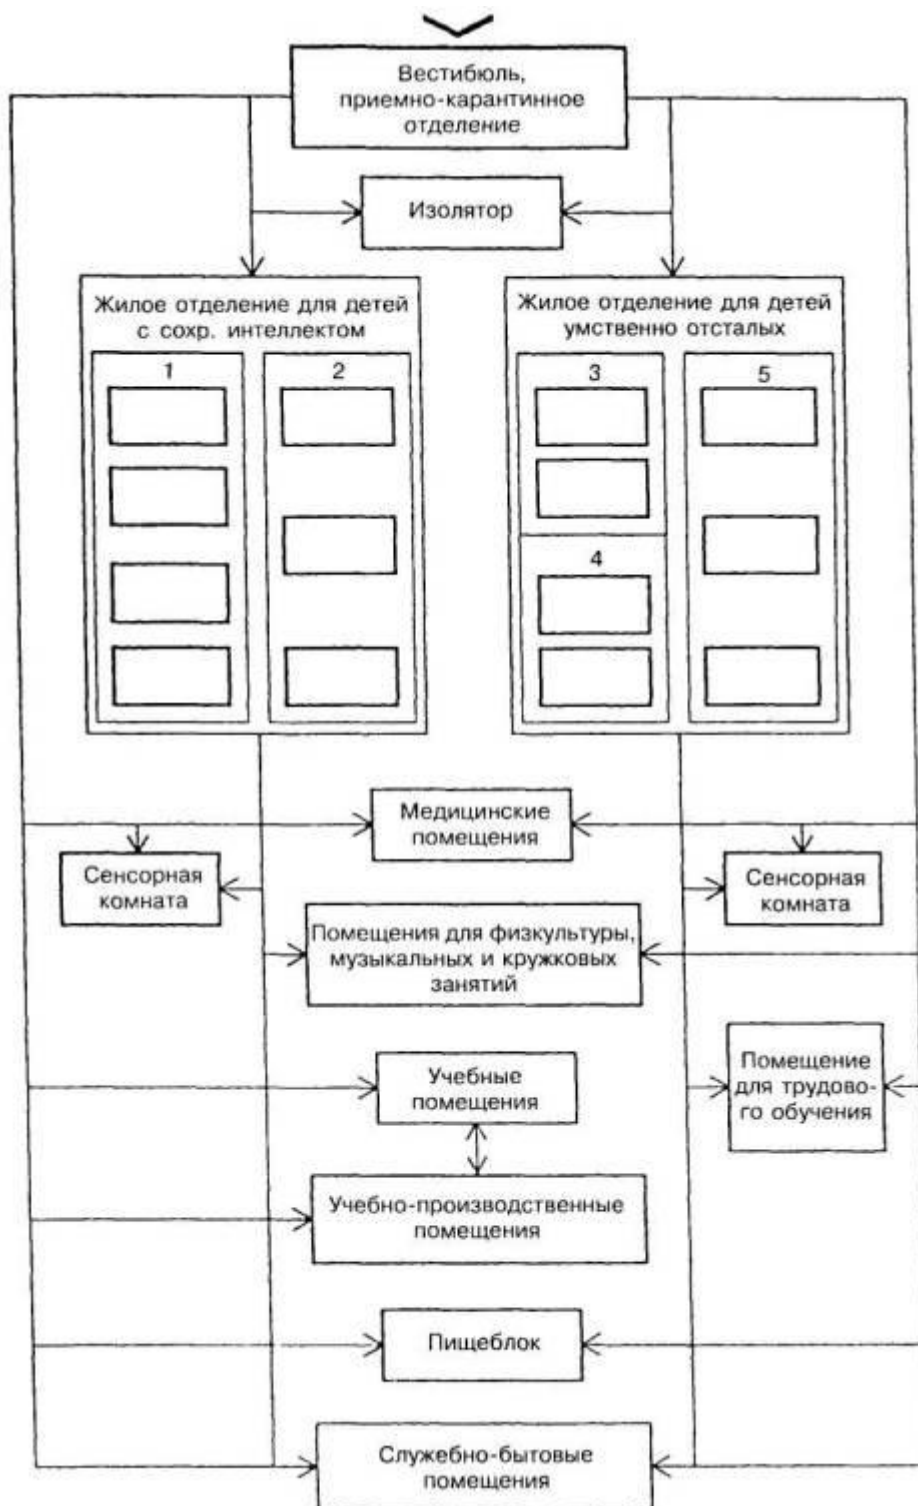 Вестибюль,
приемно-карантинное
отделение
Изолятор
Жилое отделение для детей
с сохр. интеллектом
1
2
Жилое отделение для детей
умственно отсталых
3
5
4
Медицинские
помещения
Сенсорная
комната
Сенсорная
комната
Помещения для физкультуры,
музыкальных и кружковых
занятий
Учебные
помещения
Помещение
для трудово-
го обучения
Учебно-производственные
помещения
Пищеблок
Служебно-бытовые
помещения